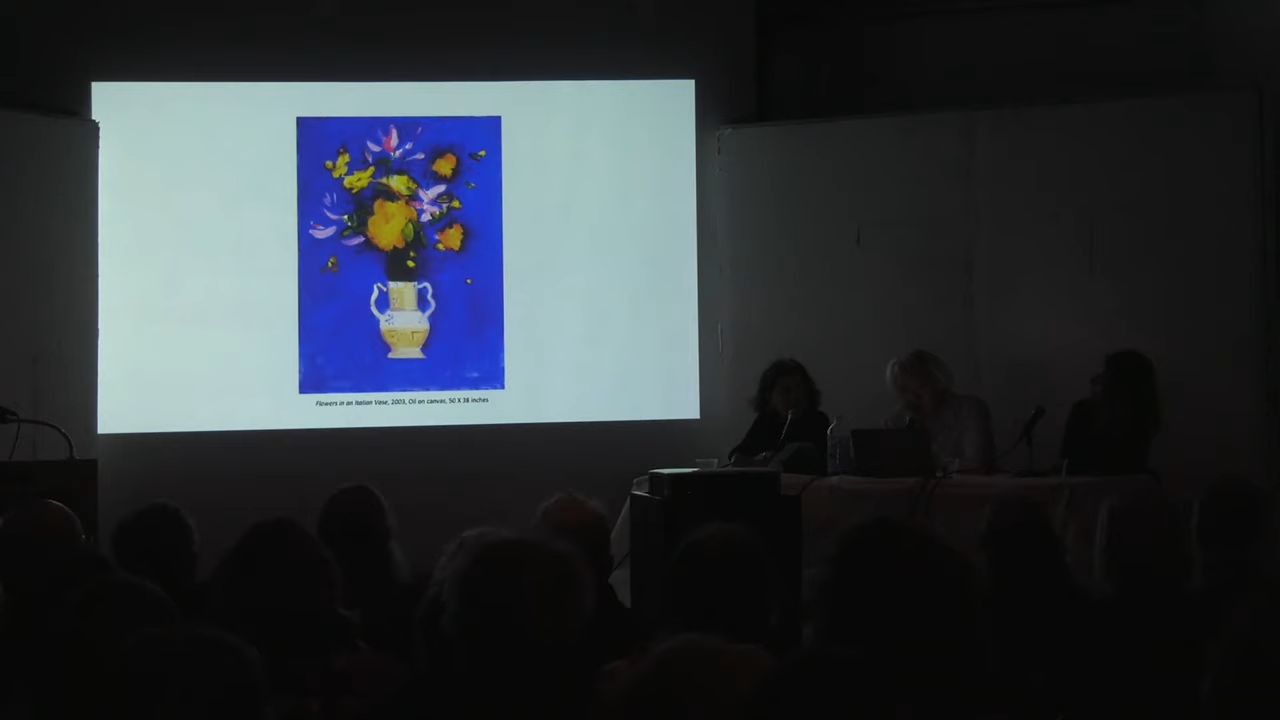 Flowers in an Italian Vase, 2003, Oil on canvas, 50 X 38 inches